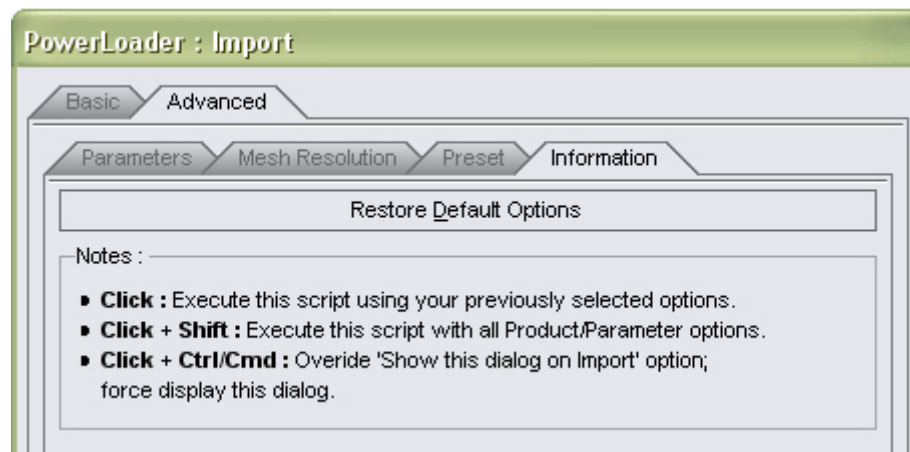 PowerLoader : Import
Basic Advanced
Parameters Mesh Resolution Preset Information
Restore Default Options
Notes :
Click : Execute this script using your previously selected options.
Click + Shift : Execute this script with all Product/Parameter options.
Click + Ctrl/Cmd : Overide 'Show this dialog on Import' option;
force display this dialog.